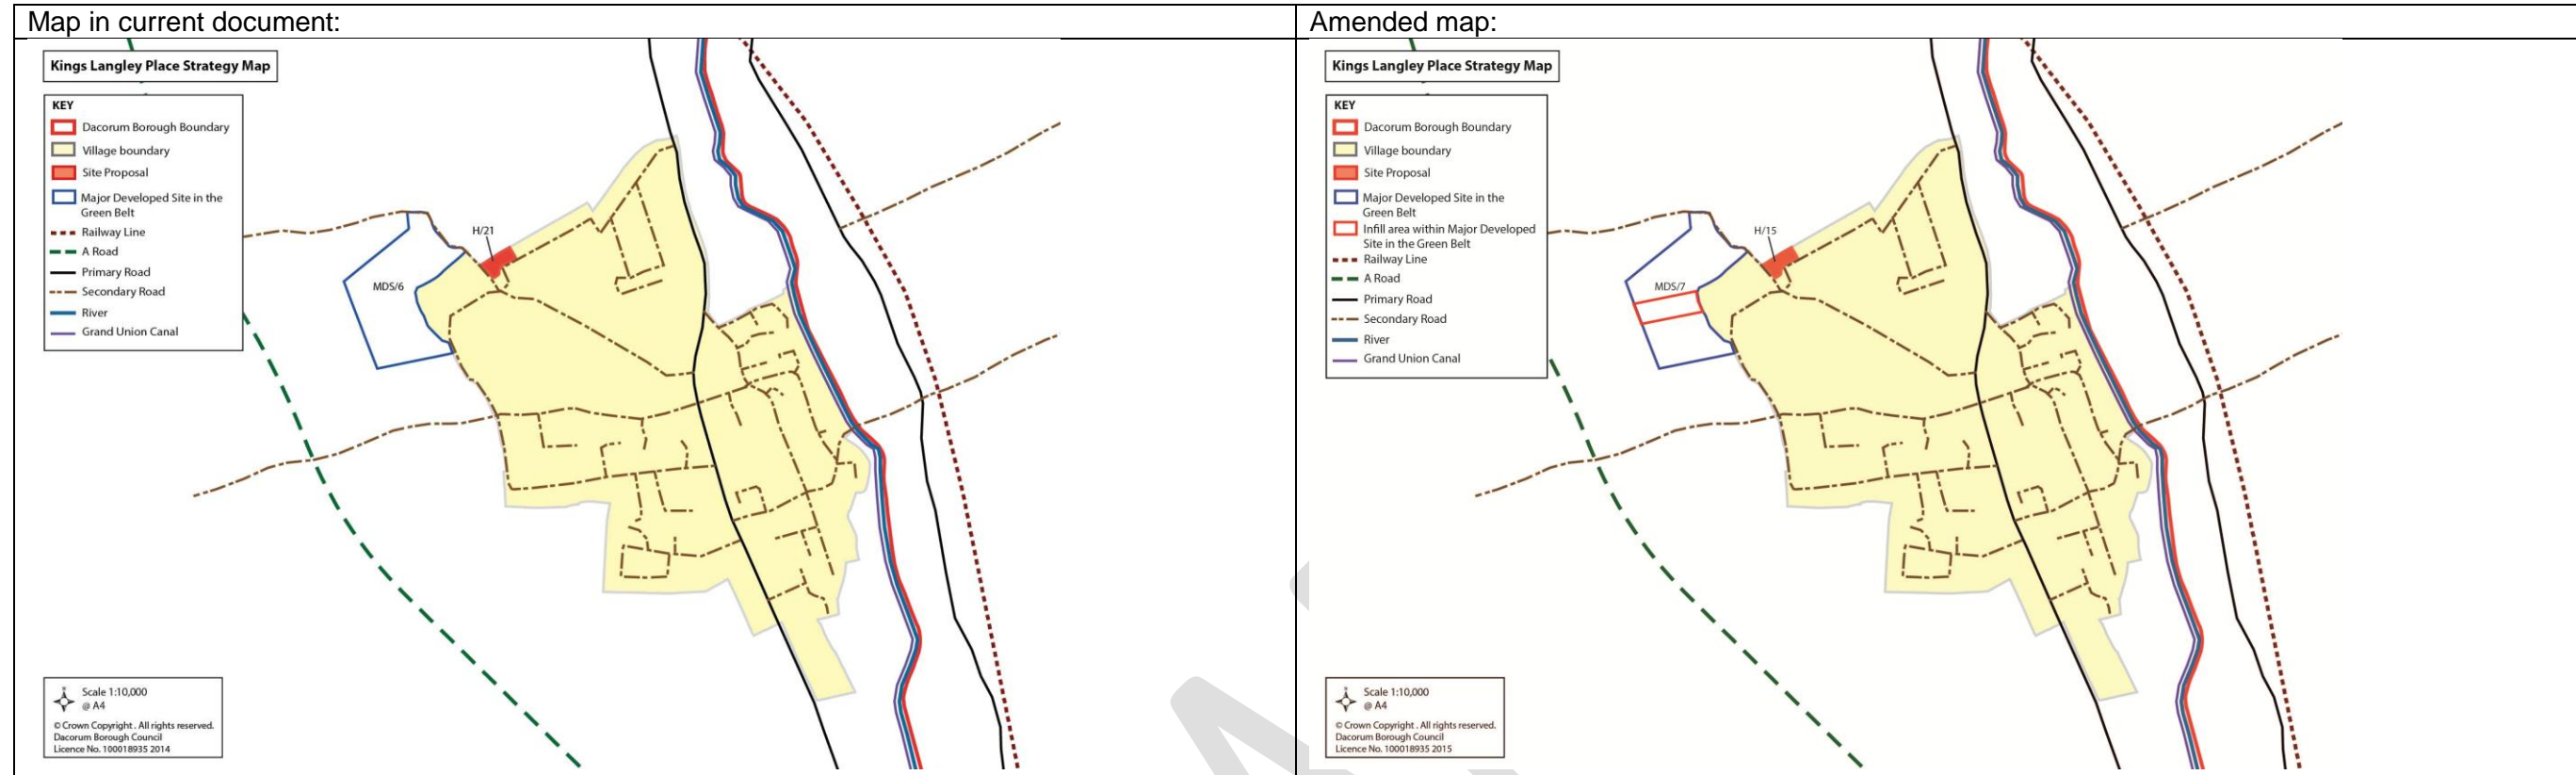 Map in current document:
Kings Langley Place Strategy Map
KEY
Dacorum Borough Boundary
Village boundary
Site Proposal
Major Developed Site in the
Green Belt
Railway Line
A Road
Primary Road
Secondary Road
River
Grand Union Canal
H/21
MDS/6
Scale 1:10,000
@ A4
© Crown Copyright . All rights reserved.
Dacorum Borough Council
Licence No. 100018935 2014
Amended map:
Kings Langley Place Strategy Map
KEY
Dacorum Borough Boundary
Village boundary
Site Proposal
Major Developed Site in the
Green Belt
Infill area within Major Developed
Site in the Green Belt
Railway Line
A Road
Primary Road
Secondary Road
River
Grand Union Canal
H/15
MDS/7
Scale 1:10,000
@ A4
© Crown Copyright . All rights reserved.
Dacorum Borough Council
Licence No. 100018935 2015